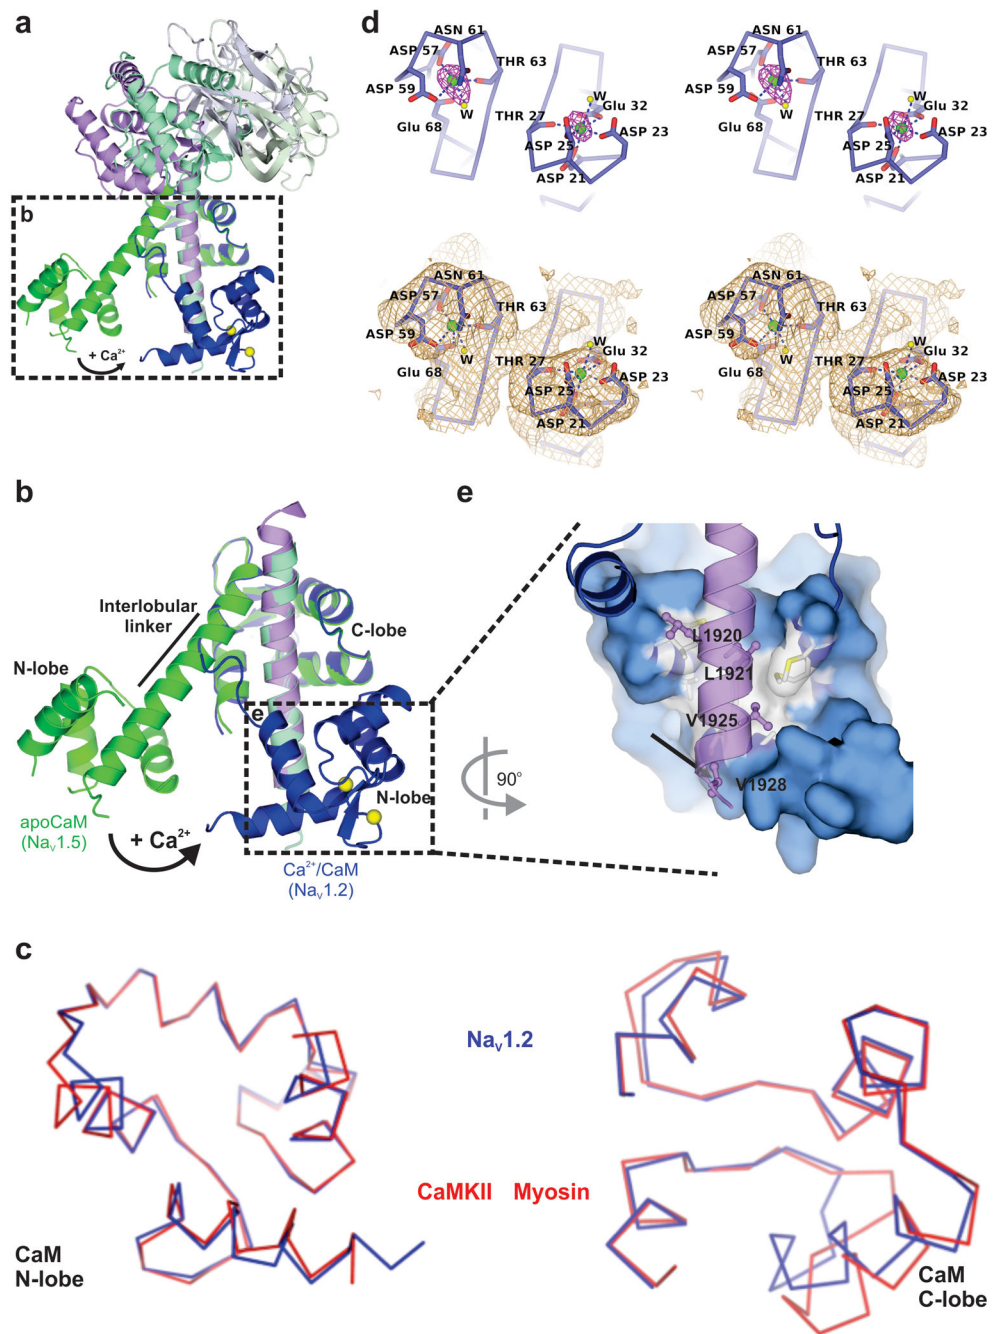 a
b
+ Ca²⁺
d
ASN 61
ASP 57
THR 63
ASP 59
W
Glu 68
THR 27
W
Glu 32
ASP 25
ASP 23
ASP 21
ASN 61
ASP 57
THR 63
ASP 59
W
Glu 68
THR 27
W
Glu 32
ASP 25
ASP 23
ASP 21
ASN 61
ASP 57
THR 63
ASP 59
W
Glu 68
THR 27
W
Glu 32
ASP 25
ASP 23
ASP 21
ASN 61
ASP 57
THR 63
ASP 59
W
Glu 68
THR 27
W
Glu 32
ASP 25
ASP 23
ASP 21
b
Interlobular
linker
N-lobe
C-lobe
e
N-lobe
apoCaM
(Naᵥ1.5)
+ Ca²⁺
Ca²⁺/CaM
(Naᵥ1.2)
90°
e
L1920
L1921
V1925
V1928
c
Naᵥ1.2
CaMKII Myosin
CaM
N-lobe
CaM
C-lobe